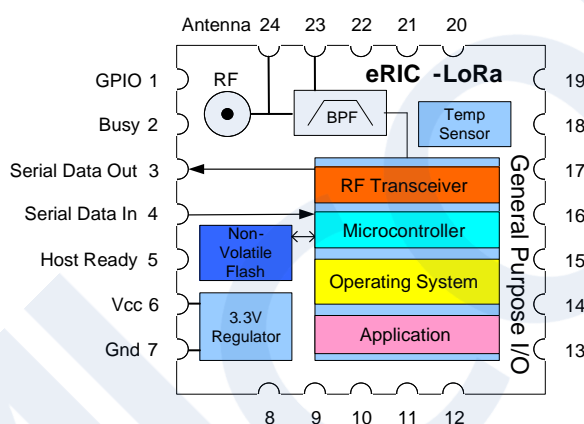 Antenna 24 23 22 21 20
eRIC -LoRa
GPIO 1
RF
BPF
Temp
Sensor
19
Busy 2
18
Serial Data Out 3
RF Transceiver
17
Serial Data In 4
Microcontroller
16
Non-
Volatile
Flash
Host Ready 5
Operating System
15
Vcc 6
3.3V
Regulator
14
Gnd 7
Application
13
General Purpose I/O
8 9 10 11 12